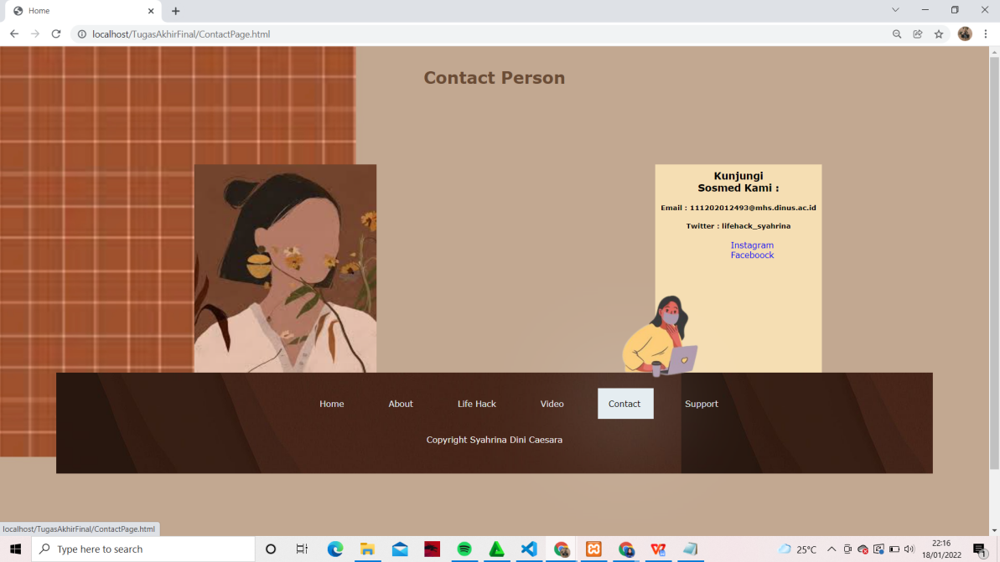 Home
localhost/TugasAkhirFinal/ContactPage.html
Contact Person
Kunjungi
Sosmed Kami :
Email : 111202012493@mhs.dinus.ac.id
Twitter : lifehack_syahrina
Instagram
Faceboock
Home About Life Hack Video Contact Support
Copyright Syahrina Dini Caesara
localhost/TugasAkhirFinal/ContactPage.html
Type here to search
25°C
22:16
18/01/2022
1